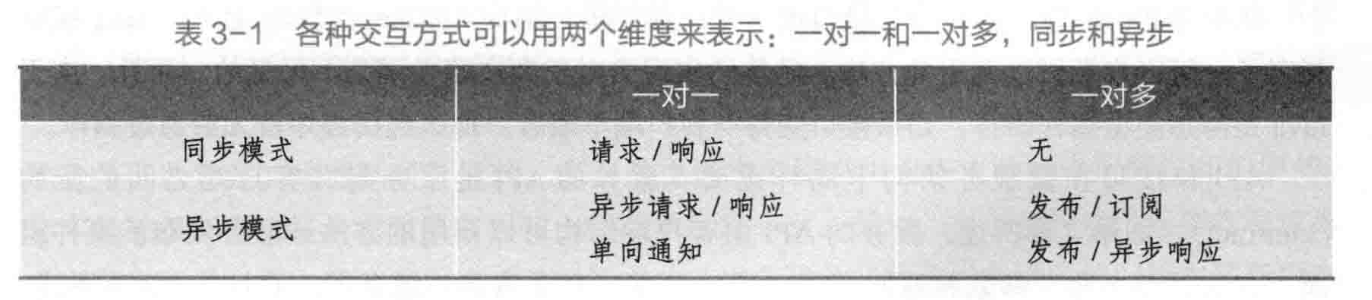 表 3-1 各种交互方式可以用两个维度来表示：一对一和一对多，同步和异步
一对一 一对多
同步模式 请求 / 响应 无
异步模式 异步请求 / 响应 发布 / 订阅
单向通知 发布 / 异步响应